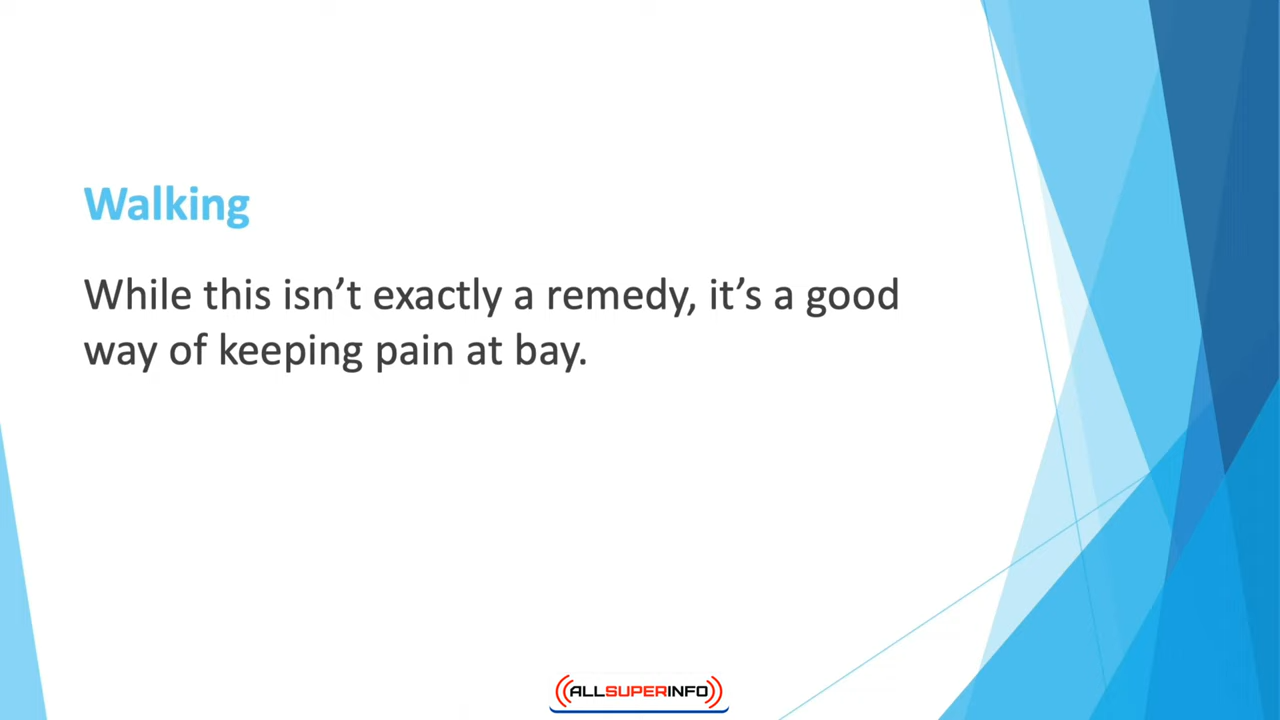 Walking
While this isn’t exactly a remedy, it’s a good
way of keeping pain at bay.
ALLSUPERINFO